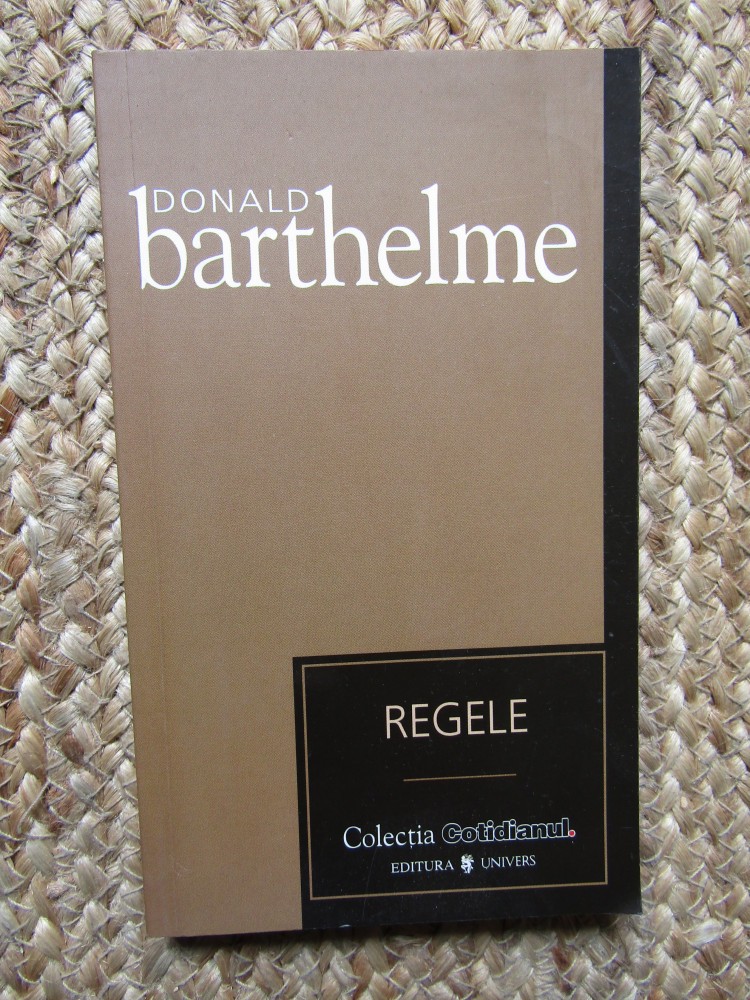 DONALD
barthelme
REGELE
Colecția Cotidianul.
EDITURA UNIVERS